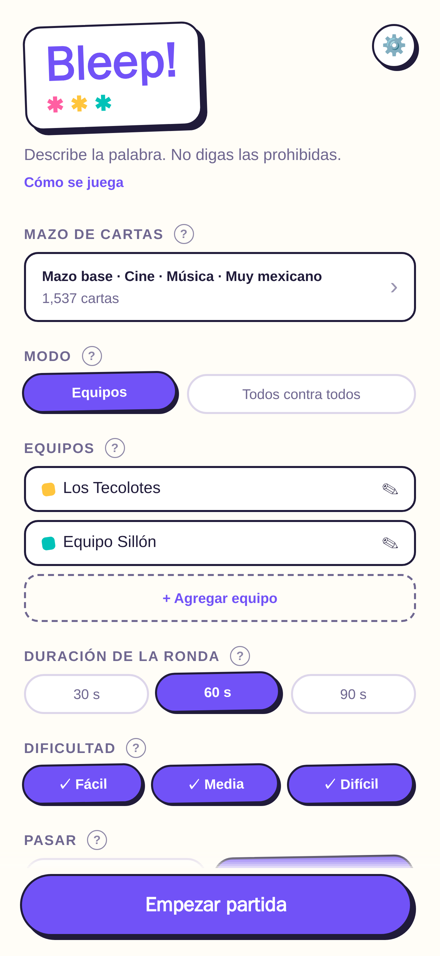 Bleep!
***
Describe la palabra. No digas las prohibidas.
Cómo se juega
MAZO DE CARTAS ?
Mazo base · Cine · Música · Muy mexicano
1,537 cartas
MODO ?
Equipos
Todos contra todos
EQUIPOS ?
Los Tecolotes
Equipo Sillón
+ Agregar equipo
DURACIÓN DE LA RONDA ?
30 s
60 s
90 s
DIFICULTAD ?
✓ Fácil
✓ Media
✓ Difícil
PASAR ?
Empezar partida